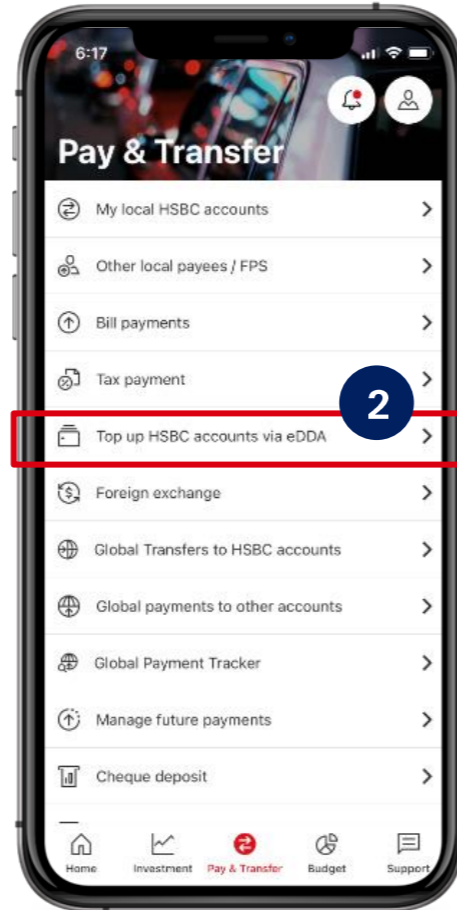 6:17
Pay & Transfer
My local HSBC accounts
Other local payees / FPS
Bill payments
Tax payment
2
Top up HSBC accounts via eDDA
Foreign exchange
Global Transfers to HSBC accounts
Global payments to other accounts
Global Payment Tracker
Manage future payments
Cheque deposit
Home Investment Pay & Transfer Budget Support